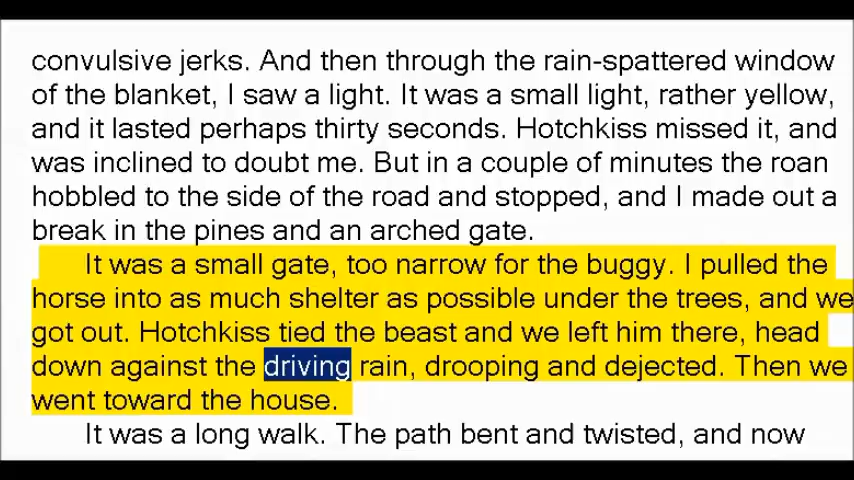 convulsive jerks. And then through the rain-spattered window
of the blanket, I saw a light. It was a small light, rather yellow,
and it lasted perhaps thirty seconds. Hotchkiss missed it, and
was inclined to doubt me. But in a couple of minutes the roan
hobbled to the side of the road and stopped, and I made out a
break in the pines and an arched gate.
It was a small gate, too narrow for the buggy. I pulled the
horse into as much shelter as possible under the trees, and we
got out. Hotchkiss tied the beast and we left him there, head
down against the driving rain, drooping and dejected. Then we
went toward the house.
It was a long walk. The path bent and twisted, and now